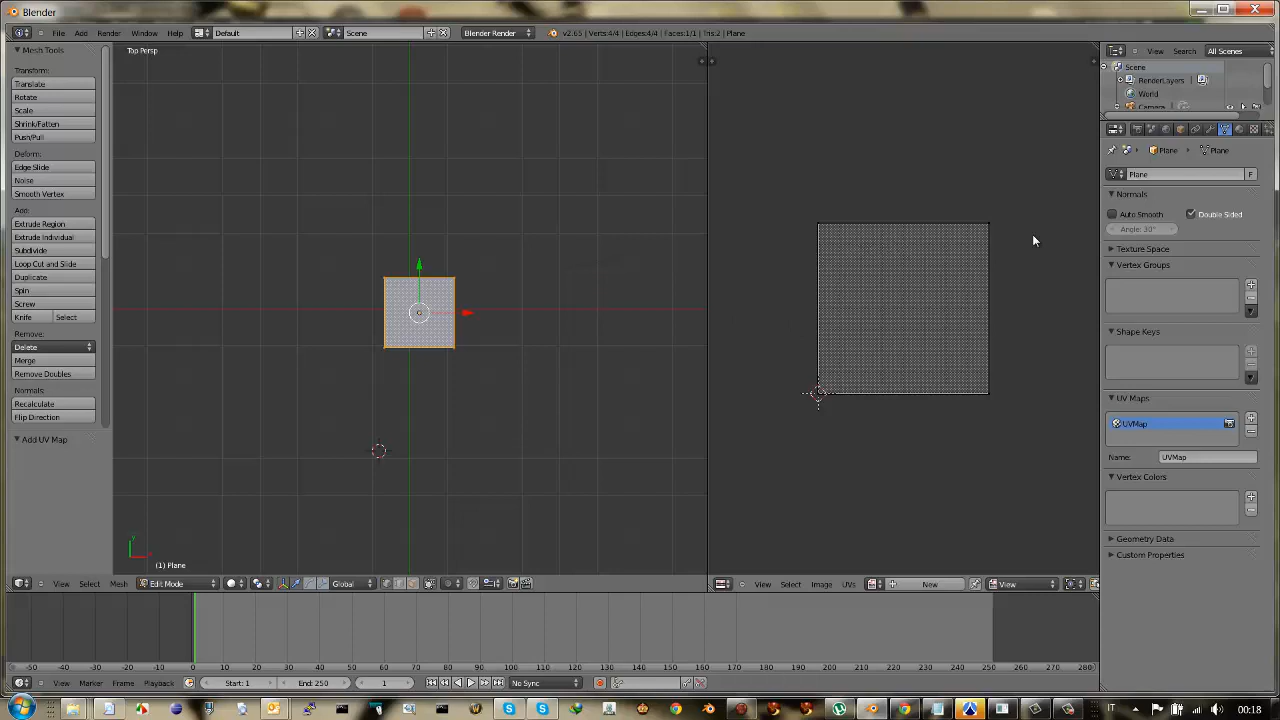 Blender
File Add Render Window Help Default Scene Blender Render v2.65 | Verts:4/4 | Edges:4/4 | Faces:1/1 | Tris:2 | Plane View Search All Scenes
Mesh Tools
Top Persp
Scene
Transform:
RenderLayers
Translate
World
Rotate
Camera
Scale
Shrink/Fatten
Push/Pull
Plane Plane
Deform:
Edge Slide
Plane F
Noise
Normals
Smooth Vertex
Auto Smooth Double Sided
Add:
Angle: 30°
Extrude Region
Texture Space
Extrude Individual
Vertex Groups
Subdivide
Loop Cut and Slide
Duplicate
Spin
Screw
Knife Select
Shape Keys
Remove:
Delete
Merge
Remove Doubles
Normals:
UV Maps
Recalculate
Flip Direction
UVMap
Add UV Map
Name: UVMap
Vertex Colors
Geometry Data
Custom Properties
(1) Plane
View Select Mesh Edit Mode Global View Select Image UVs New View
-50 -40 -30 -20 -10 0 10 20 30 40 50 60 70 80 90 100 110 120 130 140 150 160 170 180 190 200 210 220 230 240 250 260 270 280
View Marker Frame Playback Start: 1 End: 250 1 No Sync
IT 00:18